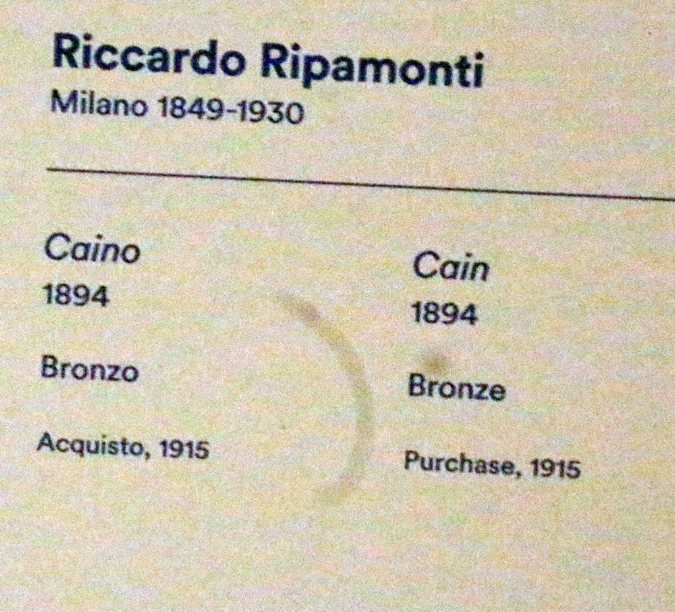 Riccardo Ripamonti
Milano 1849-1930
Caino
1894
Bronzo
Acquisto, 1915
Cain
1894
Bronze
Purchase, 1915